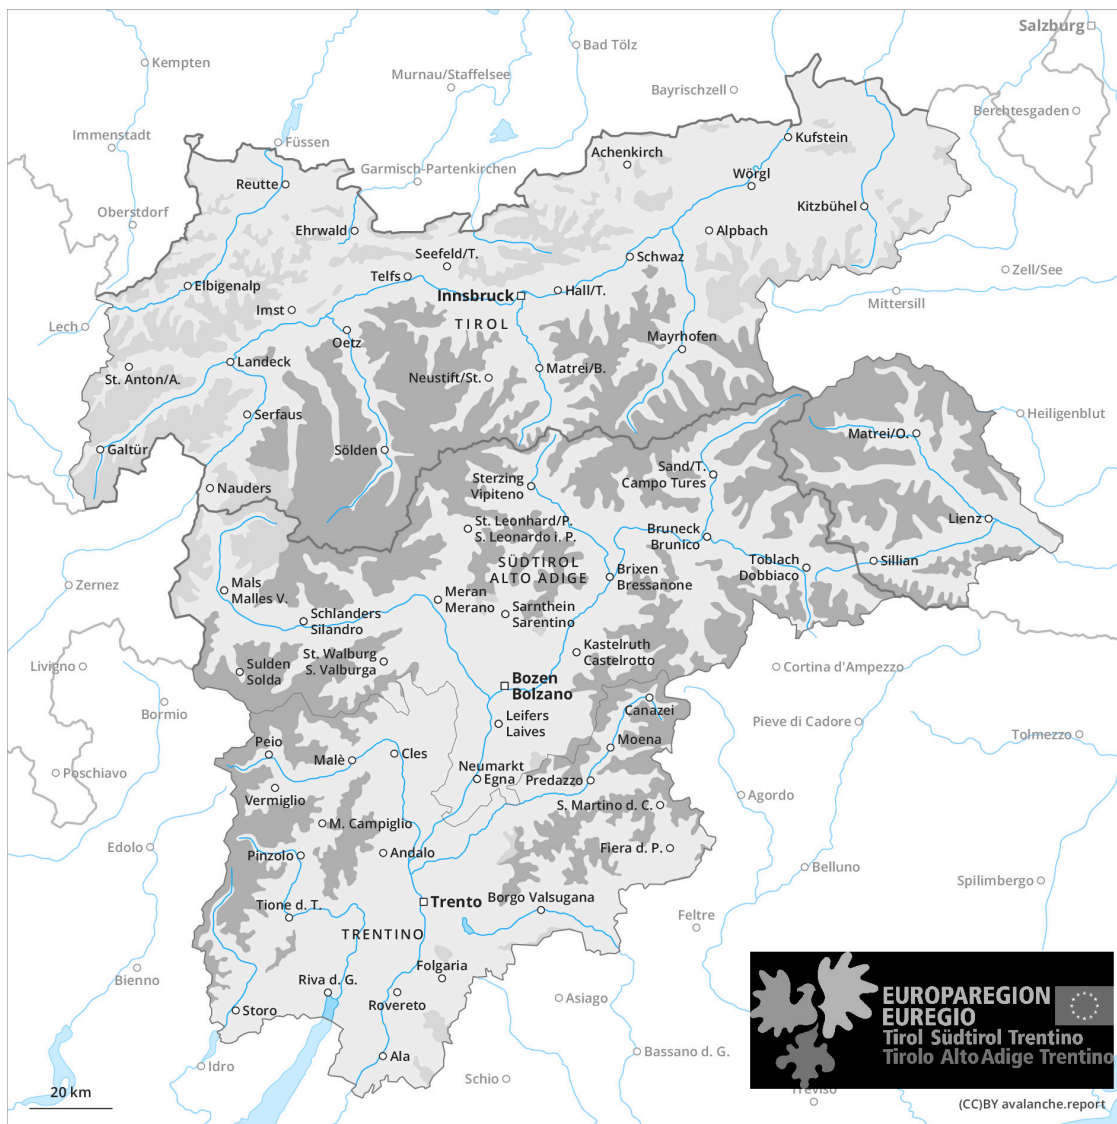 Salzburg
Bad Tölz
Kempten
Murnau/Staffelsee
Bayrischzell
Berchtesgaden
Immenstadt
Füssen
Kufstein
Achenkirch
Garmisch-Partenkirchen
Wörgl
Reutte
Kitzbühel
Oberstdorf
Ehrwald
Alpbach
Seefeld/T.
Schwaz
Zell/See
Telfs
Elbigenalp
Hall/T.
Innsbruck
Mittersill
Imst
TIROL
Lech
Oetz
Mayrhofen
Landeck
Matrei/B.
St. Anton/A.
Neustift/St.
Serfaus
Heiligenblut
Matrei/O.
Galtür
Sölden
Sand/T.
Campo Tures
Sterzing
Vipiteno
Nauders
Lienz
St. Leonhard/P.
S. Leonardo i. P.
Bruneck
Brunico
SÜDTIROL
ALTO ADIGE
Toblach
Dobbiaco
Sillian
Brixen
Bressanone
Zernez
Mals
Malles V.
Meran
Merano
Sarnthein
Sarentino
Schlanders
Silandro
Kastelruth
Castelrotto
St. Walburg
S. Valburga
Livigno
Sulden
Solda
Cortina d'Ampezzo
Bozen
Bolzano
Bormio
Canazei
Leifers
Laives
Pieve di Cadore
Tolmezzo
Peio
Moena
Cles
Malè
Poschiavo
Neumarkt
Egna
Predazzo
Vermiglio
Agordo
S. Martino d. C.
M. Campiglio
Edolo
Pinzolo
Andalo
Fiera d. P.
Belluno
Spilimbergo
Trento
Borgo Valsugana
Tione d. T.
Feltre
TRENTINO
Folgaria
Bienno
Riva d. G.
Rovereto
Asiago
Storo
EUROPAREGION
EUREGIO
Tirol Südtirol Trentino
Tirolo Alto Adige Trentino
Ala
Bassano d. G.
Idro
Schio
Treviso
20 km
(CC)BY avalanche.report